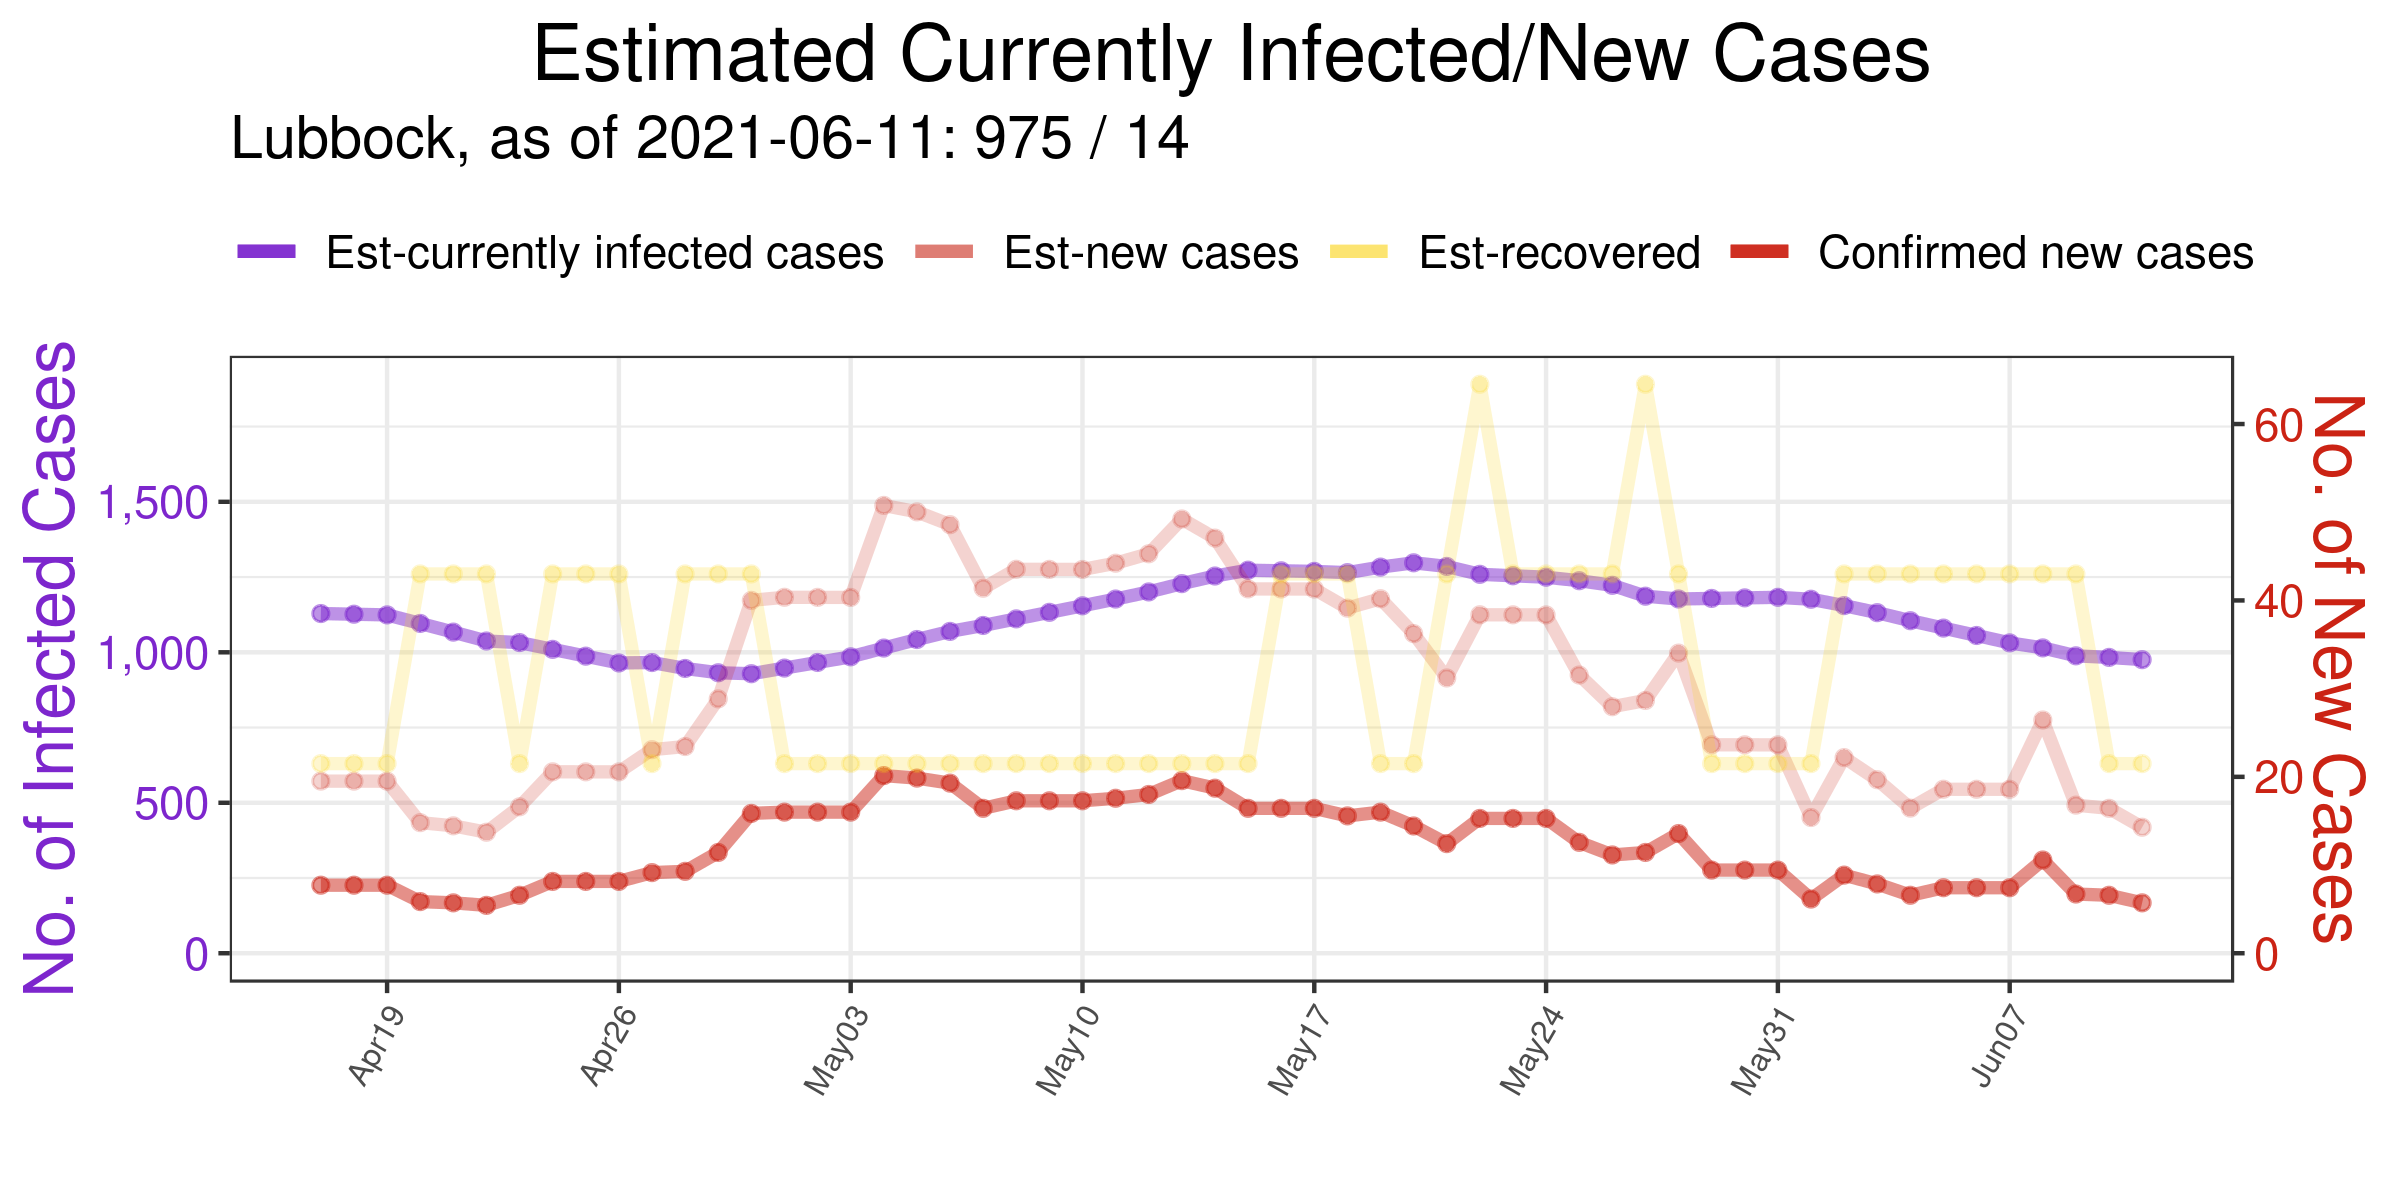 Estimated Currently Infected/New Cases
Lubbock, as of 2021-06-11: 975 / 14
Est-currently infected cases Est-new cases Est-recovered Confirmed new cases
No. of Infected Cases
1,500
1,000
500
0
60
40
20
0
No. of New Cases
Apr19 Apr26 May03 May10 May17 May24 May31 Jun07